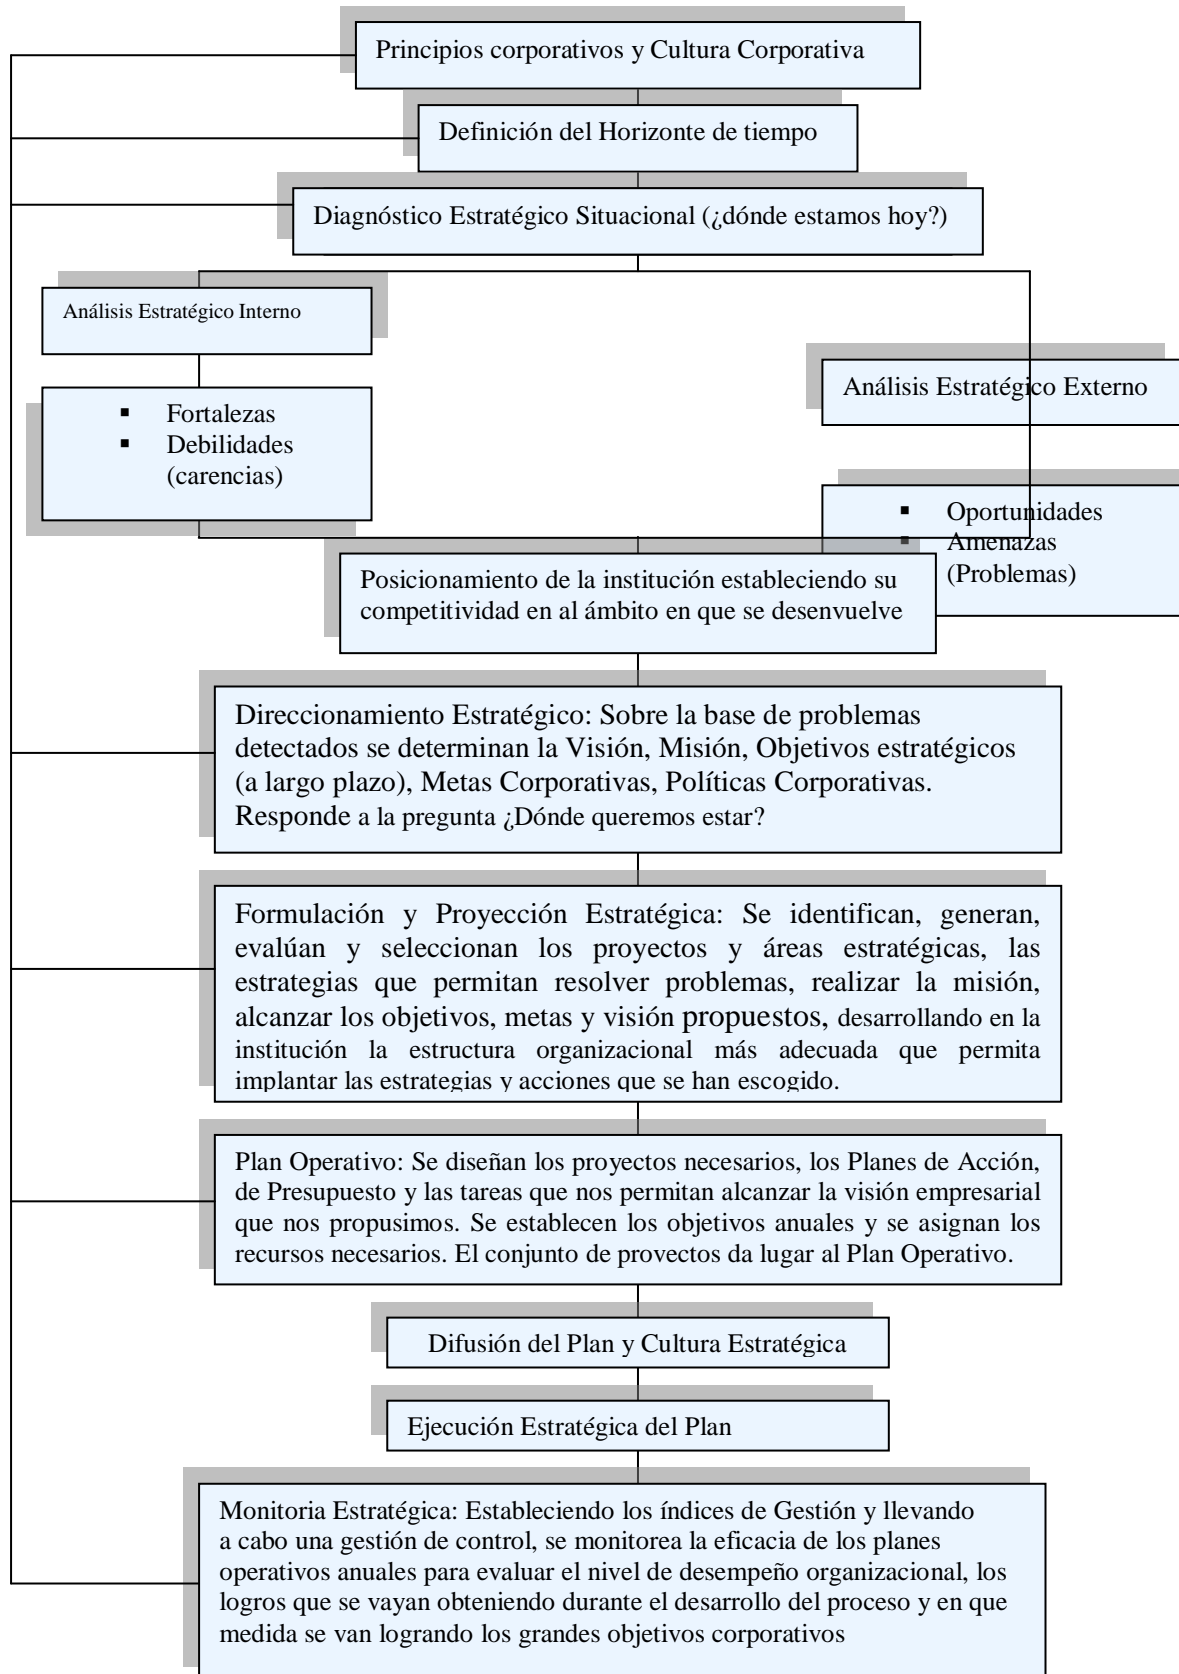 Principios corporativos y Cultura Corporativa
Definición del Horizonte de tiempo
Diagnóstico Estratégico Situacional (¿dónde estamos hoy?)
Análisis Estratégico Interno
▪ Fortalezas
▪ Debilidades
(carencias)
Análisis Estratégico Externo
▪ Oportunidades
▪ Amenazas
(Problemas)
Posicionamiento de la institución estableciendo su
competitividad en al ámbito en que se desenvuelve
Direccionamiento Estratégico: Sobre la base de problemas
detectados se determinan la Visión, Misión, Objetivos estratégicos
(a largo plazo), Metas Corporativas, Políticas Corporativas.
Responde a la pregunta ¿Dónde queremos estar?
Formulación y Proyección Estratégica: Se identifican, generan,
evalúan y seleccionan los proyectos y áreas estratégicas, las
estrategias que permitan resolver problemas, realizar la misión,
alcanzar los objetivos, metas y visión propuestos, desarrollando en la
institución la estructura organizacional más adecuada que permita
implantar las estrategias y acciones que se han escogido.
Plan Operativo: Se diseñan los proyectos necesarios, los Planes de Acción,
de Presupuesto y las tareas que nos permitan alcanzar la visión empresarial
que nos propusimos. Se establecen los objetivos anuales y se asignan los
recursos necesarios. El conjunto de proyectos da lugar al Plan Operativo.
Difusión del Plan y Cultura Estratégica
Ejecución Estratégica del Plan
Monitoria Estratégica: Estableciendo los índices de Gestión y llevando
a cabo una gestión de control, se monitorea la eficacia de los planes
operativos anuales para evaluar el nivel de desempeño organizacional, los
logros que se vayan obteniendo durante el desarrollo del proceso y en que
medida se van logrando los grandes objetivos corporativos